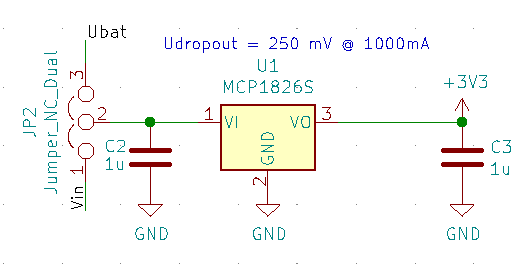 Ubat
Udropout = 250 mV @ 1000mA
U1
MCP1826S
+3V3
JP2
Jumper_NC_Dual
3
2
1
Vin
C2
1u
1
VI
VO
3
GND
2
C3
1u
GND
GND
GND